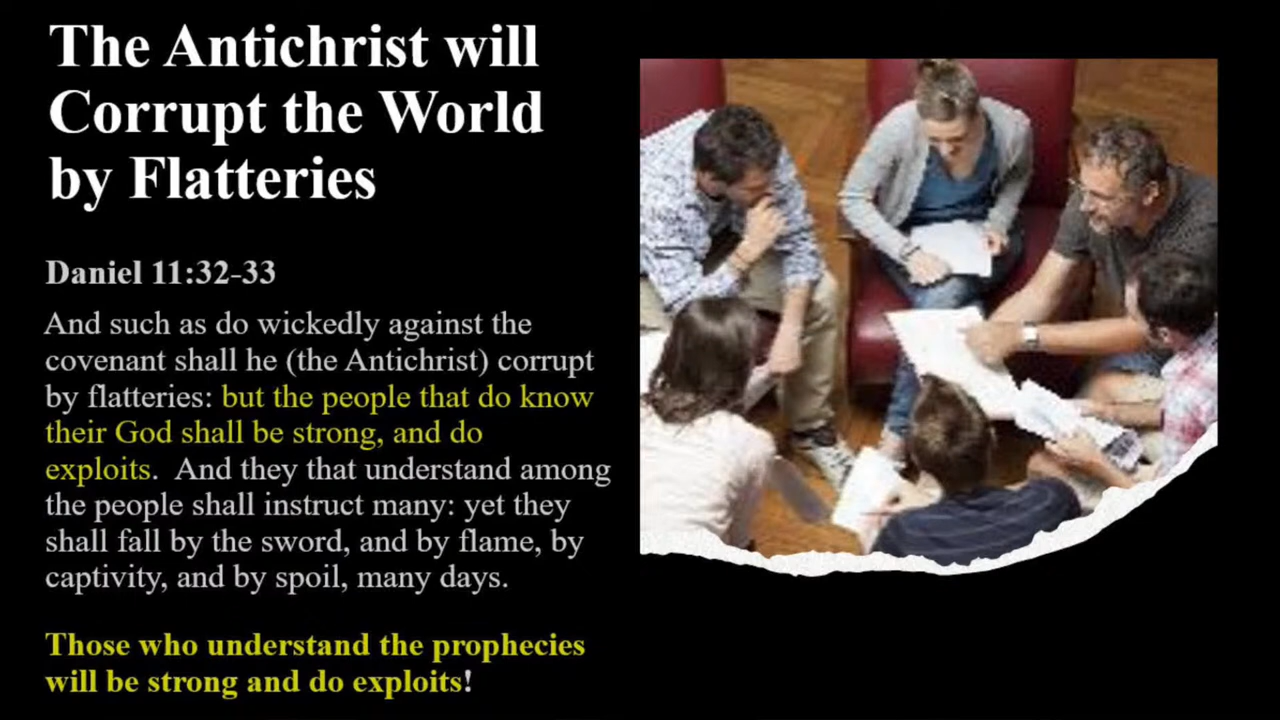 The Antichrist will
Corrupt the World
by Flatteries
Daniel 11:32-33
And such as do wickedly against the
covenant shall he (the Antichrist) corrupt
by flatteries: but the people that do know
their God shall be strong, and do
exploits.  And they that understand among
the people shall instruct many: yet they
shall fall by the sword, and by flame, by
captivity, and by spoil, many days.
Those who understand the prophecies
will be strong and do exploits!